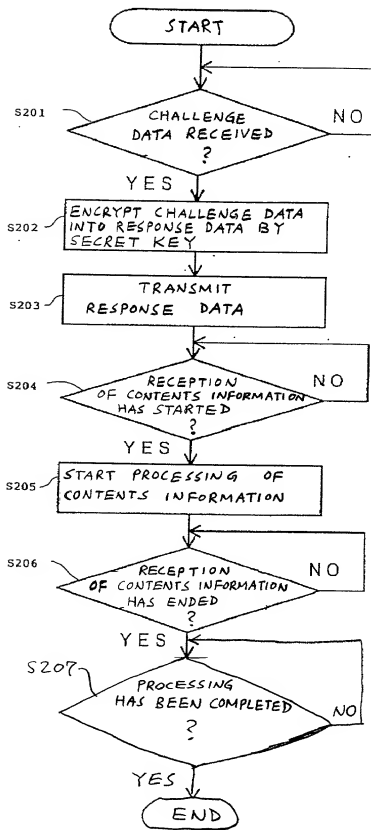 START
S201
CHALLENGE
DATA RECEIVED
?
NO
YES
S202
ENCRYPT CHALLENGE DATA
INTO RESPONSE DATA BY
SECRET KEY
S203
TRANSMIT
RESPONSE DATA
S204
RECEPTION
OF CONTENTS INFORMATION
HAS STARTED
?
NO
YES
S205
START PROCESSING OF
CONTENTS INFORMATION
S206
RECEPTION
OF CONTENTS INFORMATION
HAS ENDED
?
NO
YES
S207
PROCESSING
HAS BEEN COMPLETED
?
NO
YES
END